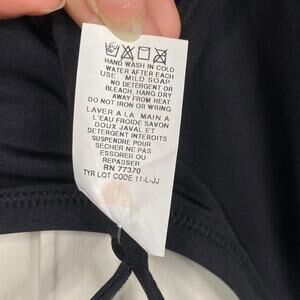 HAND WASH IN COLD
WATER AFTER EACH
USE. MILD SOAP
NO DETERGENT OR
BLEACH, HANG DRY
AWAY FROM HEAT
DO NOT IRON OR WRING
LAVER A LA MAIN A
L'EAU FROIDE SAVON
DOUX JAVAL ET
DETERGENT INTERDITS
SUSPENDRE POUR
SECHER NE PAS
ESSORER OU
REPASSER
RN 77370
TYR LOT CODE 11-L-JJ